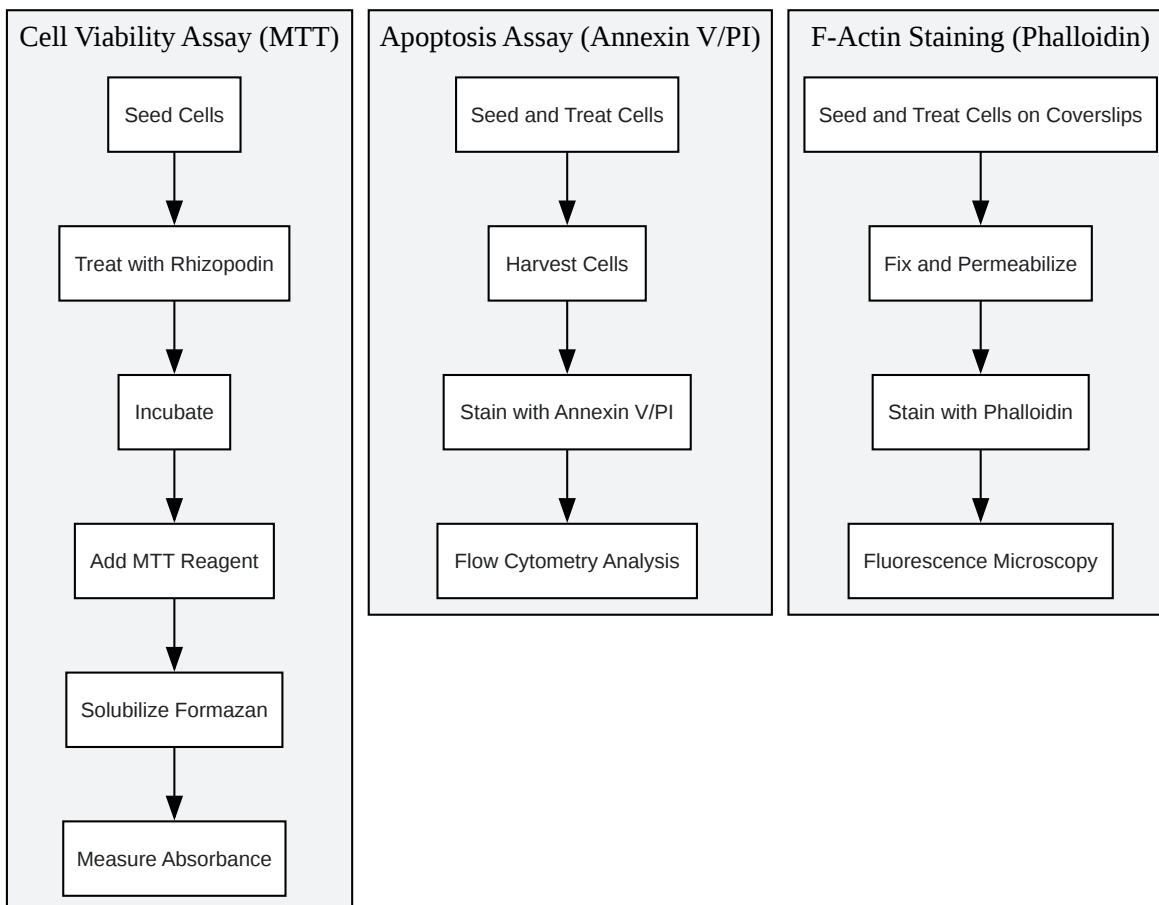 Cell Viability Assay (MTT)
Seed Cells
Treat with Rhizopodin
Incubate
Add MTT Reagent
Solubilize Formazan
Measure Absorbance
Apoptosis Assay (Annexin V/PI)
Seed and Treat Cells
Harvest Cells
Stain with Annexin V/PI
Flow Cytometry Analysis
F-Actin Staining (Phalloidin)
Seed and Treat Cells on Coverslips
Fix and Permeabilize
Stain with Phalloidin
Fluorescence Microscopy